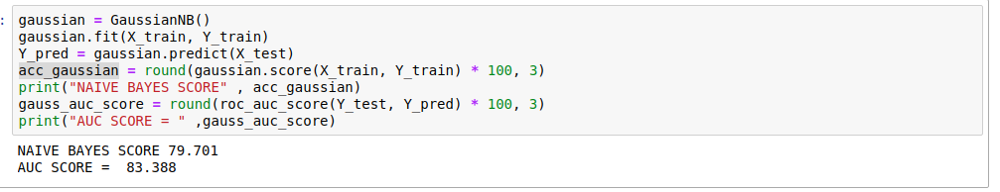 :
gaussian = GaussianNB()
gaussian.fit(X_train, Y_train)
Y_pred = gaussian.predict(X_test)
acc_gaussian = round(gaussian.score(X_train, Y_train) * 100, 3)
print("NAIVE BAYES SCORE" , acc_gaussian)
gauss_auc_score = round(roc_auc_score(Y_test, Y_pred) * 100, 3)
print("AUC SCORE = " ,gauss_auc_score)
NAIVE BAYES SCORE 79.701
AUC SCORE =  83.388